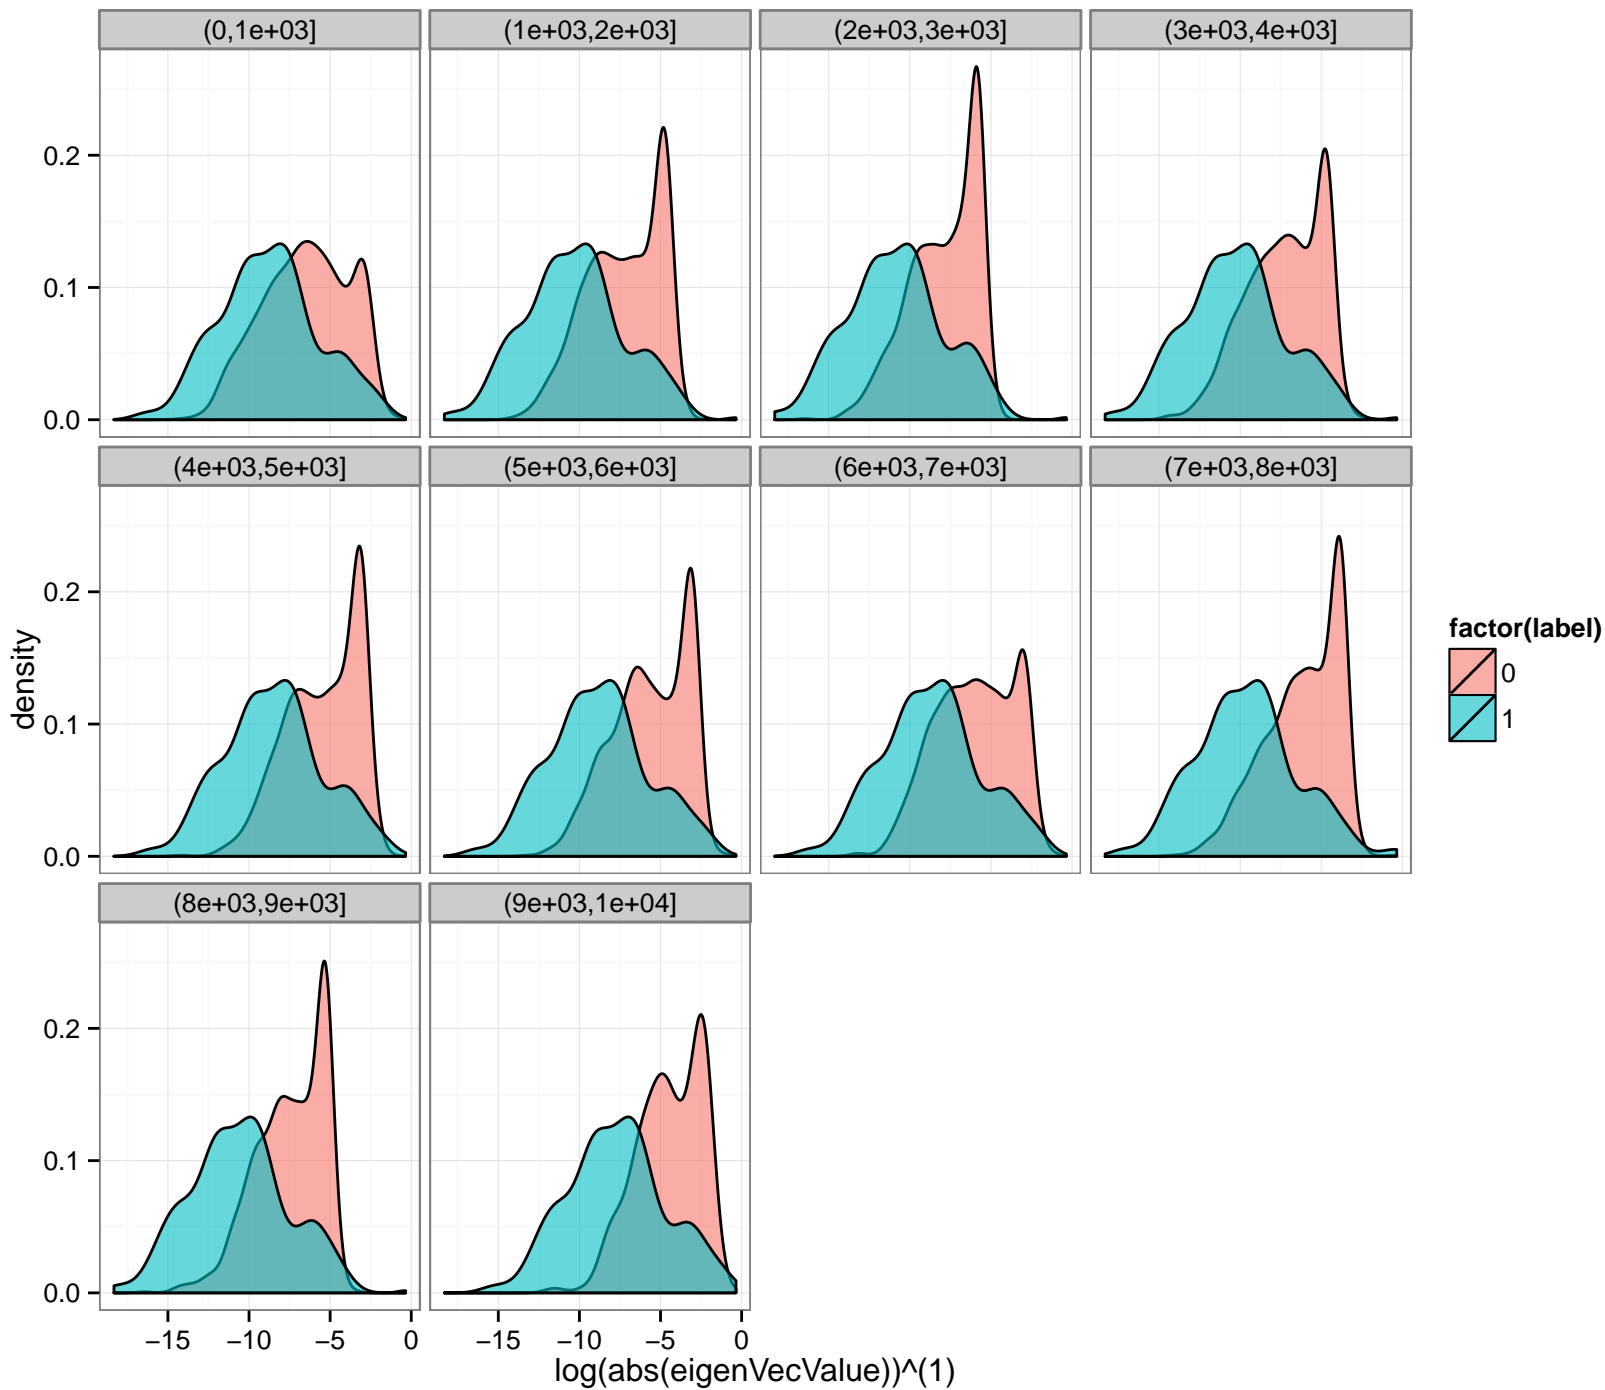 (0,1e+03]
(1e+03,2e+03]
(2e+03,3e+03]
(3e+03,4e+03]
0.2
0.1
0.0
(4e+03,5e+03]
(5e+03,6e+03]
(6e+03,7e+03]
(7e+03,8e+03]
0.2
0.1
0.0
density
factor(label)
0
1
(8e+03,9e+03]
(9e+03,1e+04]
0.2
0.1
0.0
−15 −10 −5 0
−15 −10 −5 0
log(abs(eigenVecValue))^(1)